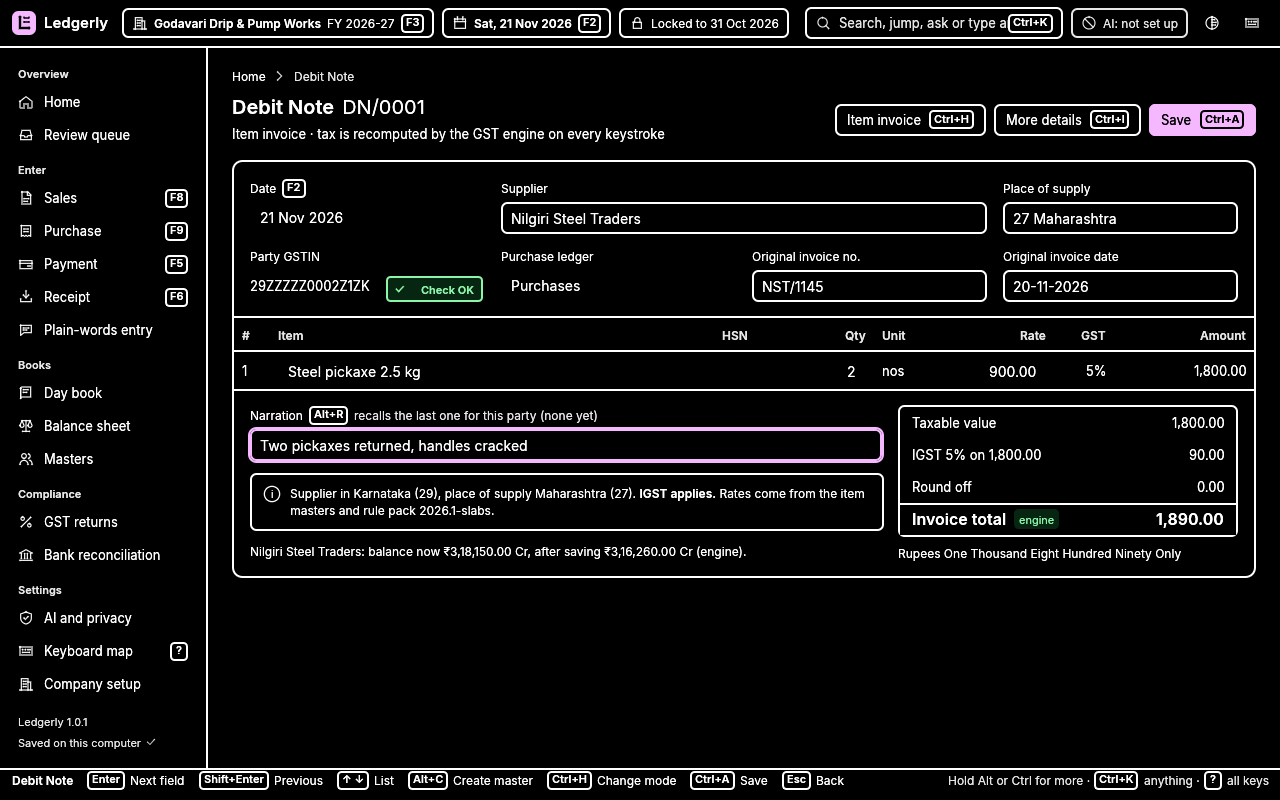 Ledgerly
Godavari Drip & Pump Works FY 2026-27 F3
Sat, 21 Nov 2026 F2
Locked to 31 Oct 2026
Search, jump, ask or type a Ctrl+K
AI: not set up
Overview
Home
Review queue
Enter
Sales F8
Purchase F9
Payment F5
Receipt F6
Plain-words entry
Books
Day book
Balance sheet
Masters
Compliance
GST returns
Bank reconciliation
Settings
AI and privacy
Keyboard map ?
Company setup
Ledgerly 1.0.1
Saved on this computer
Home > Debit Note
Debit Note DN/0001
Item invoice · tax is recomputed by the GST engine on every keystroke
Item invoice Ctrl+H
More details Ctrl+I
Save Ctrl+A
Date F2
Supplier
Place of supply
21 Nov 2026
Nilgiri Steel Traders
27 Maharashtra
Party GSTIN
Purchase ledger
Original invoice no.
Original invoice date
29ZZZZZ0002Z1ZK
Check OK
Purchases
NST/1145
20-11-2026
# Item HSN Qty Unit Rate GST Amount
1 Steel pickaxe 2.5 kg 2 nos 900.00 5% 1,800.00
Narration Alt+R recalls the last one for this party (none yet)
Two pickaxes returned, handles cracked
Supplier in Karnataka (29), place of supply Maharashtra (27). IGST applies. Rates come from the item
masters and rule pack 2026.1-slabs.
Nilgiri Steel Traders: balance now ₹3,18,150.00 Cr, after saving ₹3,16,260.00 Cr (engine).
Taxable value 1,800.00
IGST 5% on 1,800.00 90.00
Round off 0.00
Invoice total engine 1,890.00
Rupees One Thousand Eight Hundred Ninety Only
Debit Note Enter Next field Shift+Enter Previous ↑ ↓ List Alt+C Create master Ctrl+H Change mode Ctrl+A Save Esc Back
Hold Alt or Ctrl for more · Ctrl+K anything · ? all keys